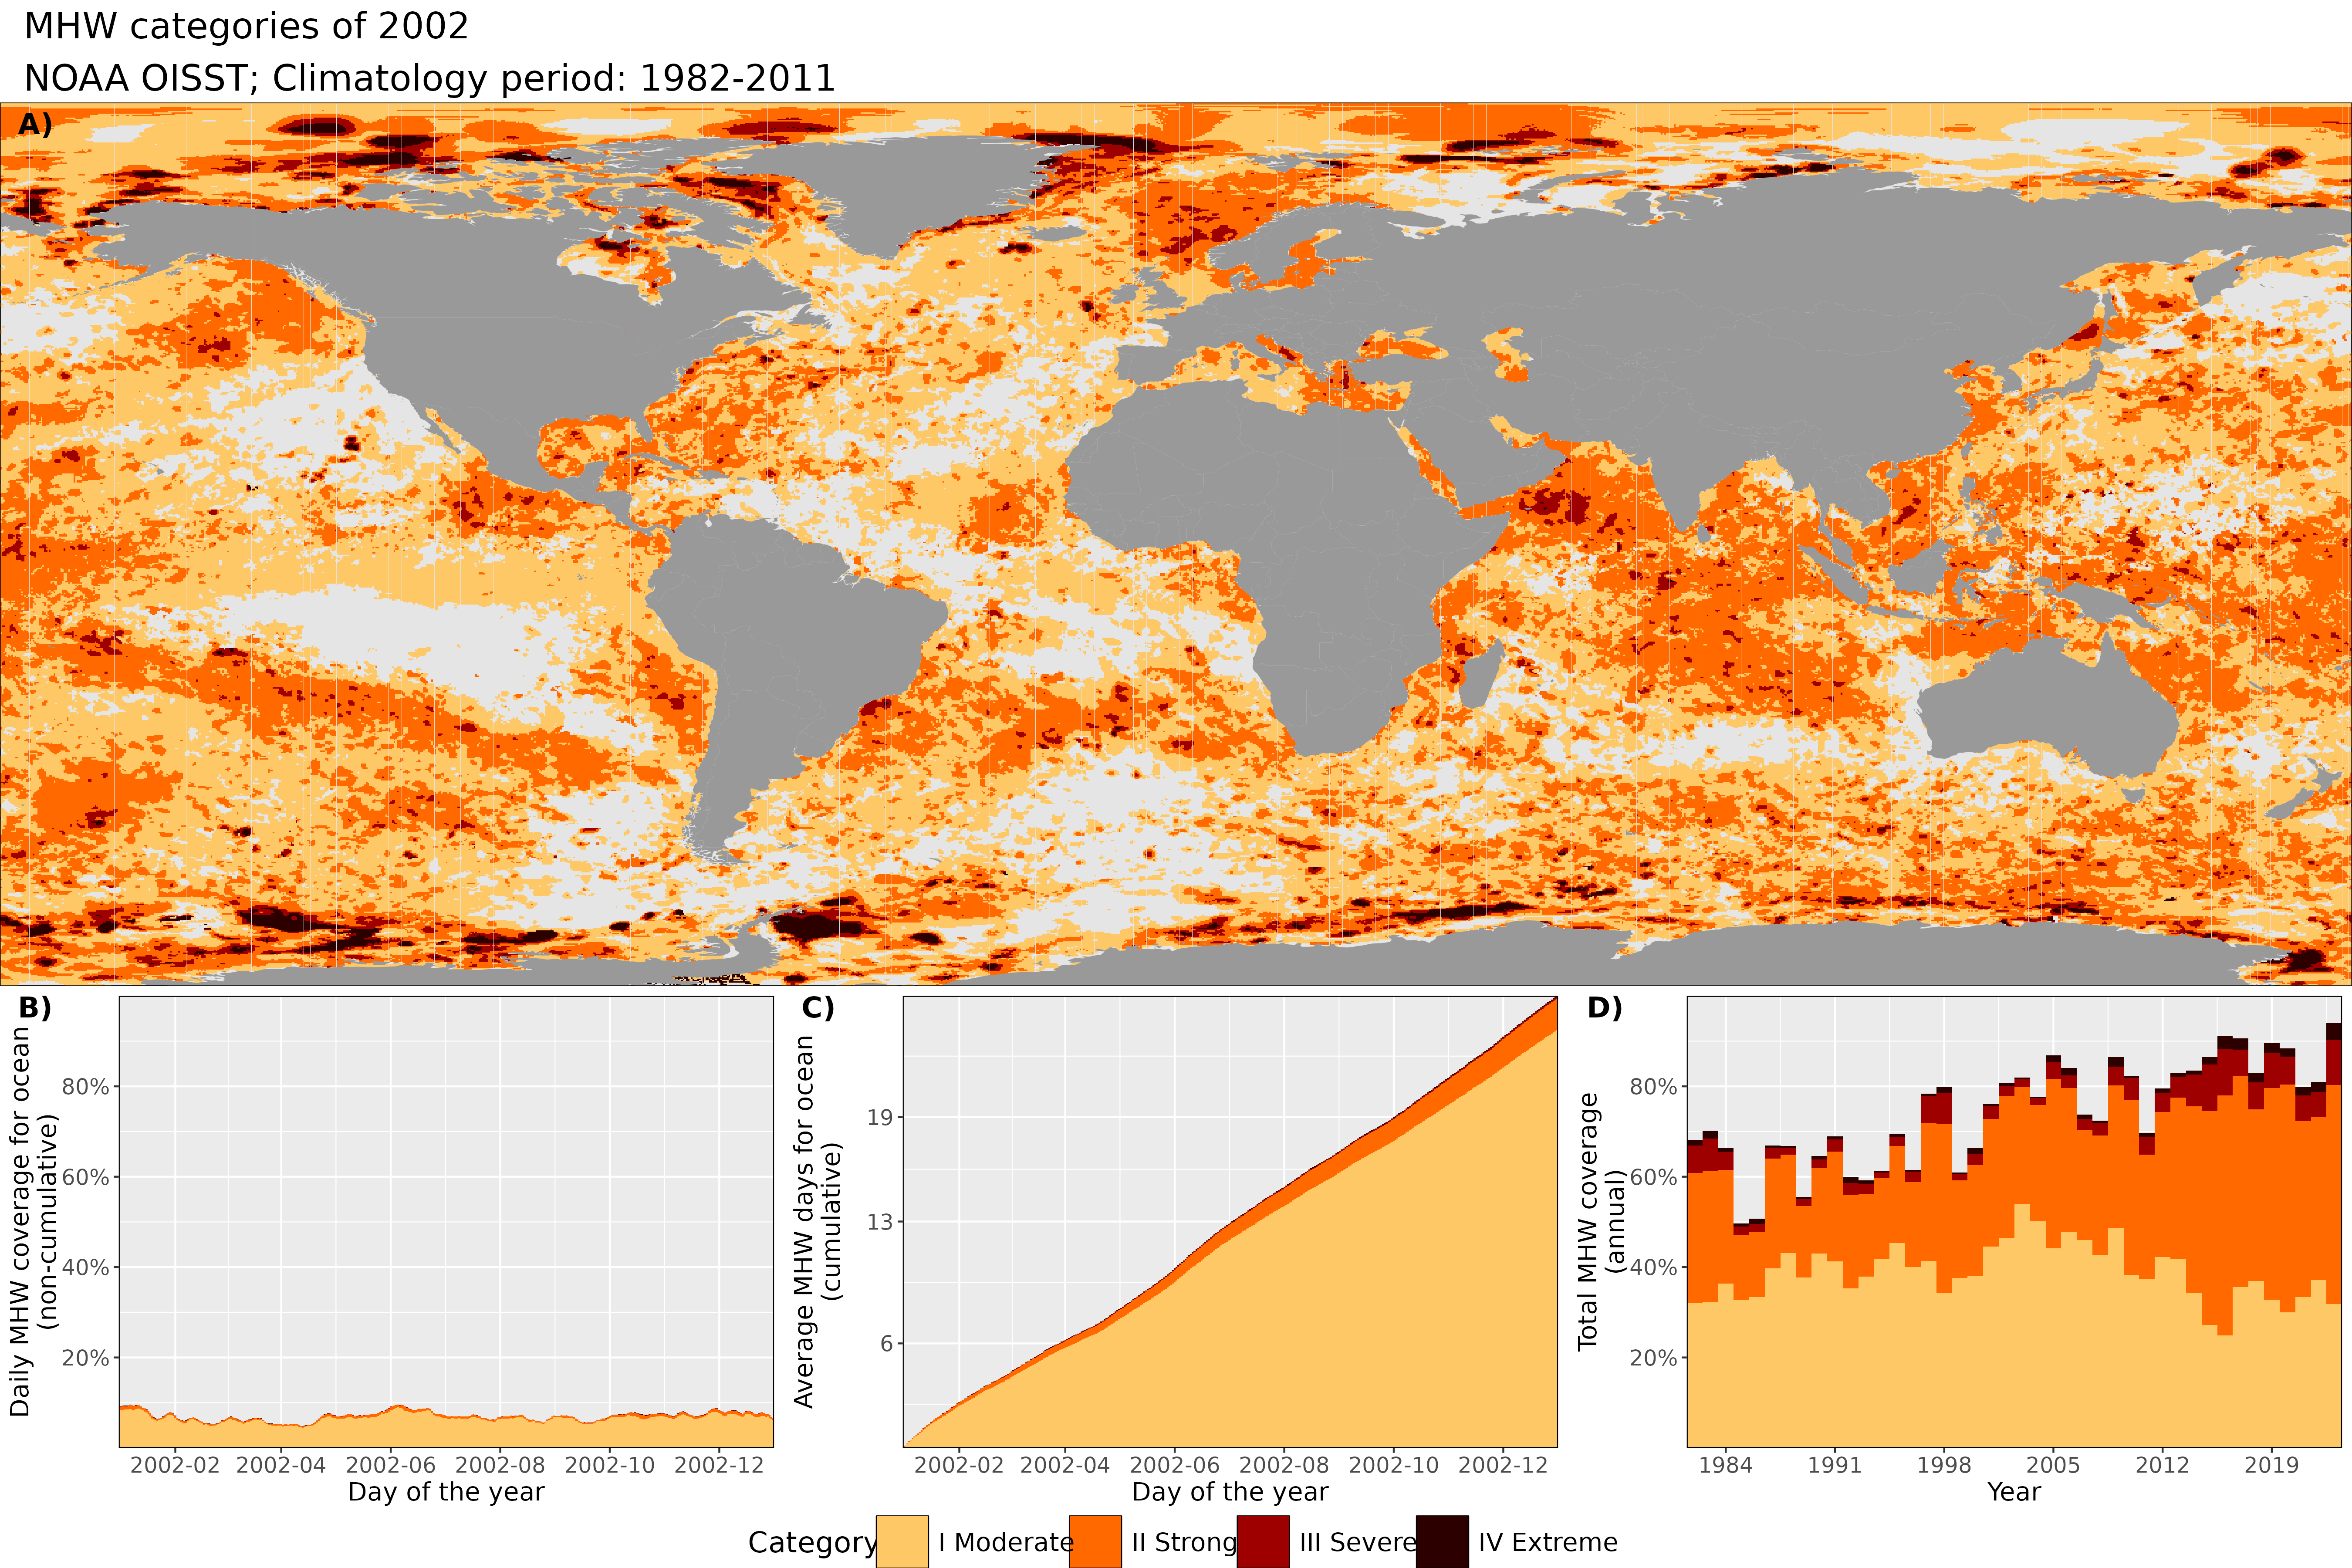 MHW categories of 2002
NOAA OISST; Climatology period: 1982-2011
A)
B)
Daily MHW coverage for ocean
(non-cumulative)
80%
60%
40%
20%
2002-02 2002-04 2002-06 2002-08 2002-10 2002-12
Day of the year
C)
Average MHW days for ocean
(cumulative)
19
13
6
2002-02 2002-04 2002-06 2002-08 2002-10 2002-12
Day of the year
D)
Total MHW coverage
(annual)
80%
60%
40%
20%
1984 1991 1998 2005 2012 2019
Year
Category I Moderate II Strong III Severe IV Extreme